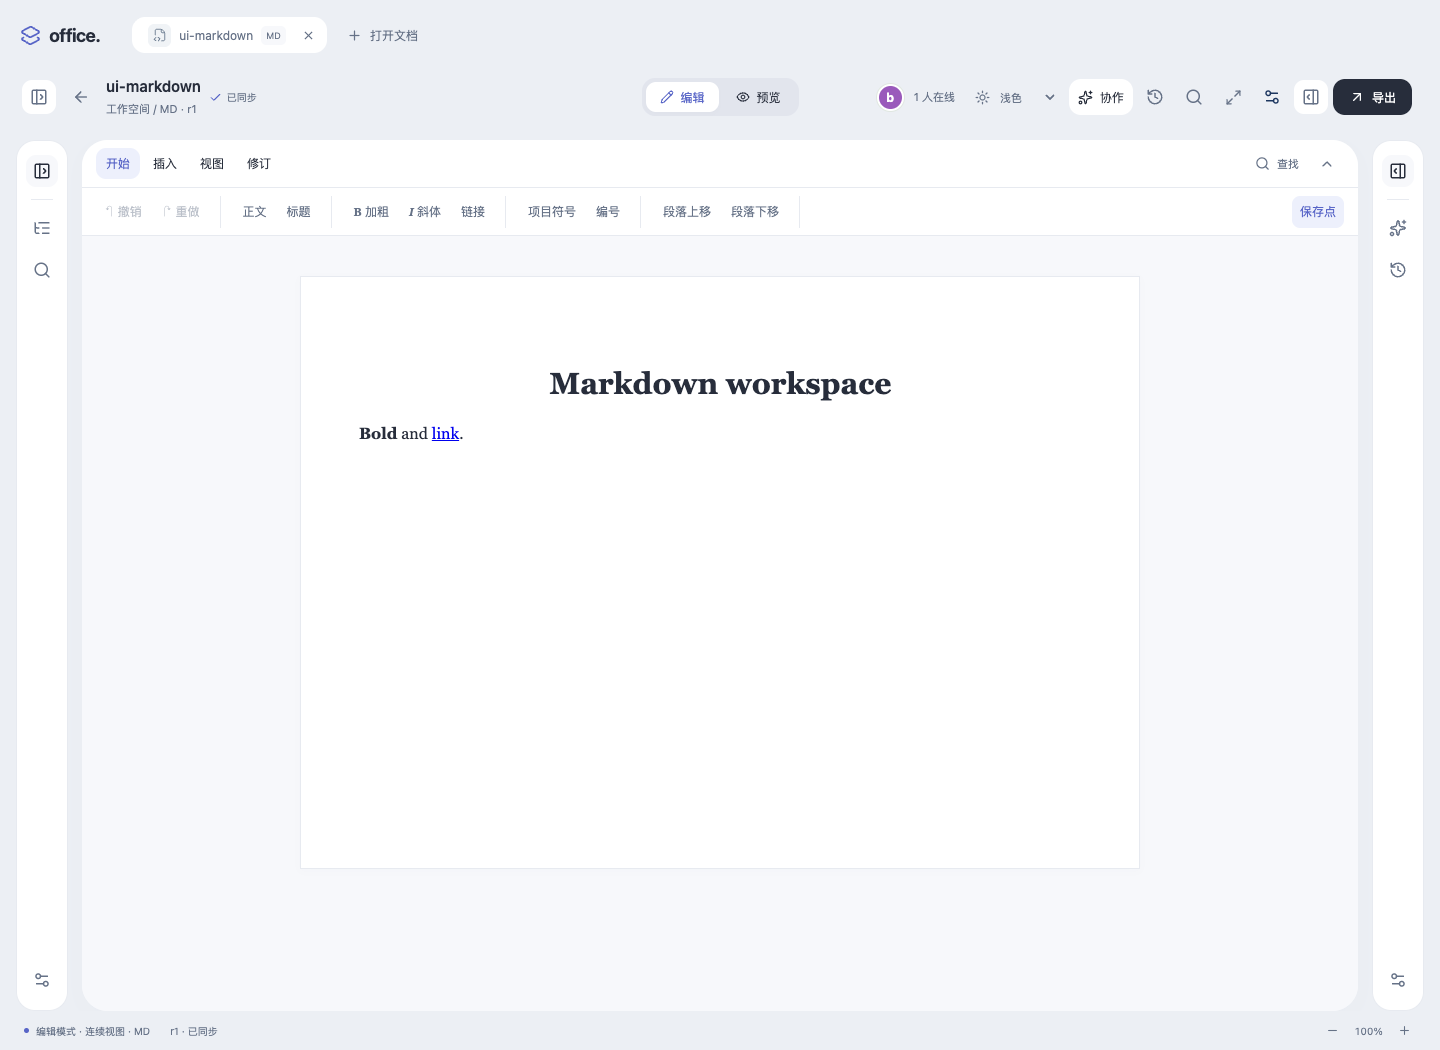 office. ui-markdown MD 打开文档
ui-markdown 已同步
工作空间 / MD · r1
编辑 预览
b 1 人在线 浅色 协作 导出
开始 插入 视图 修订 查找
撤销 重做 正文 标题 B 加粗 I 斜体 链接 项目符号 编号 段落上移 段落下移 保存点
Markdown workspace
Bold and link.
编辑模式 · 连续视图 · MD r1 · 已同步 100%